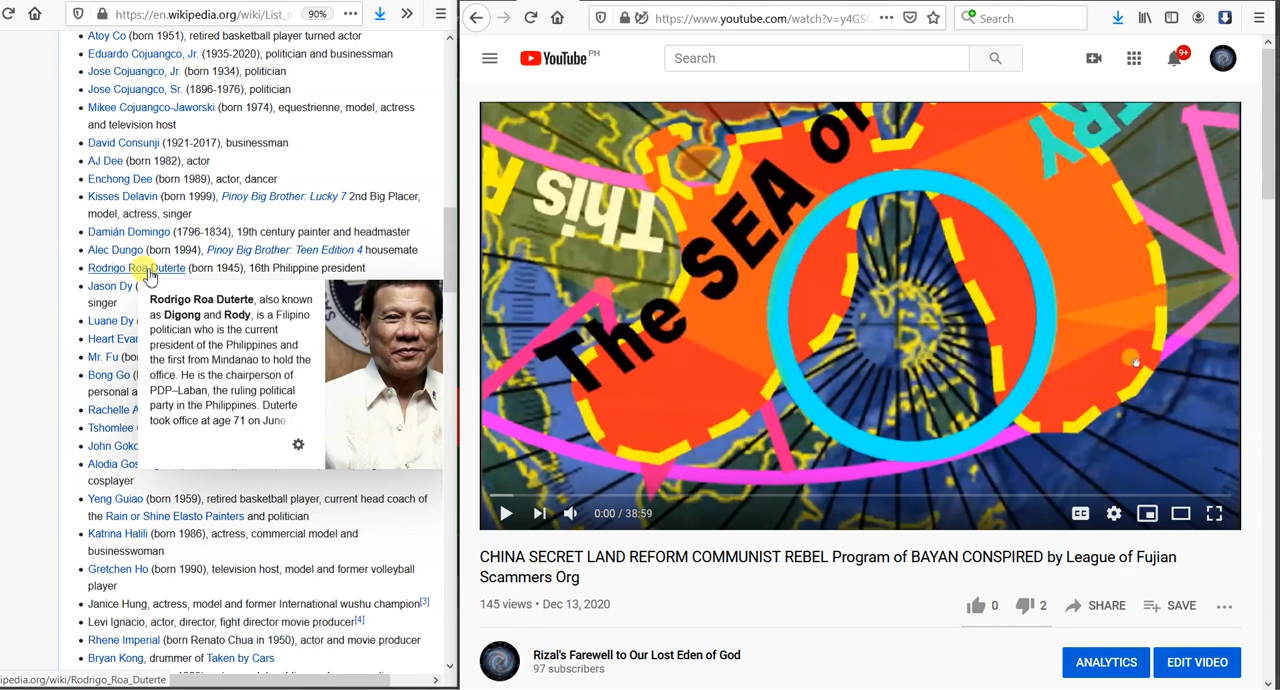 https://en.wikipedia.org/wiki/List_o
90%
Atoy Co (born 1951), retired basketball player turned actor
Eduardo Cojuangco, Jr. (1935-2020), politician and businessman
Jose Cojuangco, Jr. (born 1934), politician
Jose Cojuangco, Sr. (1896-1976), politician
Mikee Cojuangco-Jaworski (born 1974), equestrienne, model, actress
and television host
David Consunji (1921-2017), businessman
AJ Dee (born 1982), actor
Enchong Dee (born 1989), actor, dancer
Kisses Delavin (born 1999), Pinoy Big Brother: Lucky 7 2nd Big Placer,
model, actress, singer
Damián Domingo (1796-1834), 19th century painter and headmaster
Alec Dungo (born 1994), Pinoy Big Brother: Teen Edition 4 housemate
Rodrigo Roa Duterte (born 1945), 16th Philippine president
Jason Dy (
singer
Luane Dy
Heart Evan
Mr. Fu (bo
Bong Go (
personal a
Rachelle A
Tshomlee
John Goko
Alodia Gos
cosplayer
Rodrigo Roa Duterte, also known
as Digong and Rody, is a Filipino
politician who is the current
president of the Philippines and
the first from Mindanao to hold the
office. He is the chairperson of
PDP–Laban, the ruling political
party in the Philippines. Duterte
took office at age 71 on June
Yeng Guiao (born 1959), retired basketball player, current head coach of
the Rain or Shine Elasto Painters and politician
Katrina Halili (born 1986), actress, commercial model and
businesswoman
Gretchen Ho (born 1990), television host, model and former volleyball
player
Janice Hung, actress, model and former International wushu champion[3]
Levi Ignacio, actor, director, fight director movie producer[4]
Rhene Imperial (born Renato Chua in 1950), actor and movie producer
Bryan Kong, drummer of Taken by Cars
ipedia.org/wiki/Rodrigo_Roa_Duterte
https://www.youtube.com/watch?v=y4GS
Search
YouTube PH
Search
9+
This
The SEA of
ERY
0:00 / 38:59
CC
CHINA SECRET LAND REFORM COMMUNIST REBEL Program of BAYAN CONSPIRED by League of Fujian
Scammers Org
145 views • Dec 13, 2020
0
2
SHARE
SAVE
Rizal's Farewell to Our Lost Eden of God
97 subscribers
ANALYTICS
EDIT VIDEO